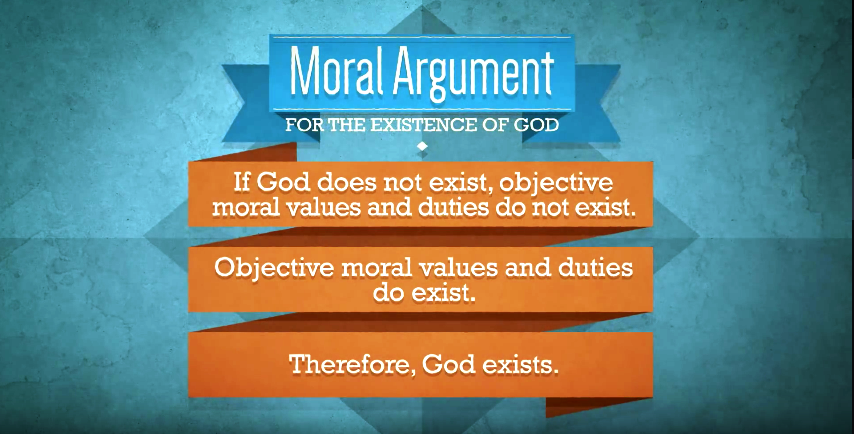 Moral Argument
FOR THE EXISTENCE OF GOD
If God does not exist, objective
moral values and duties do not exist.
Objective moral values and duties
do exist.
Therefore, God exists.